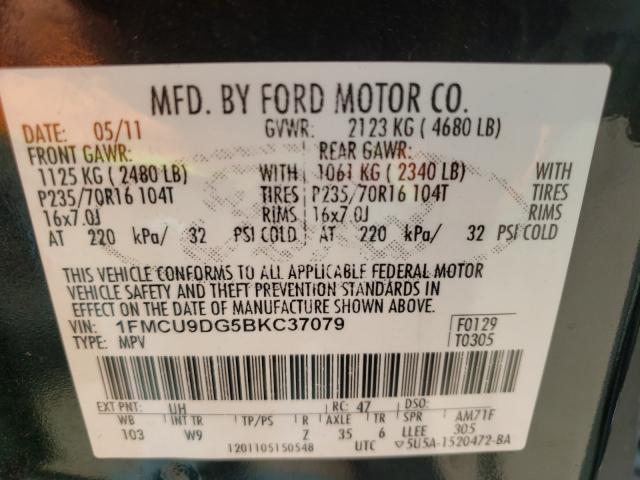 MFD. BY FORD MOTOR CO.
DATE: 05/11 GVWR: 2123 KG ( 4680 LB)
FRONT GAWR: REAR GAWR:
1125 KG ( 2480 LB) WITH 1061 KG ( 2340 LB) WITH
P235/70R16 104T TIRES P235/70R16 104T TIRES
16x7.0J RIMS 16x7.0J RIMS
AT 220 kPa/ 32 PSI COLD AT 220 kPa/ 32 PSI COLD
THIS VEHICLE CONFORMS TO ALL APPLICABLE FEDERAL MOTOR
VEHICLE SAFETY AND THEFT PREVENTION STANDARDS IN
EFFECT ON THE DATE OF MANUFACTURE SHOWN ABOVE.
VIN: 1FMCU9DG5BKC37079 F0129
TYPE: MPV T0305
EXT PNT: UH RC: 47 DSO:
WB INT TR TP/PS R AXLE TR SPR AM71F
103 W9 Z 35 6 LLEE 305
1201105150548 UTC ▽5U5A-1520472-BA